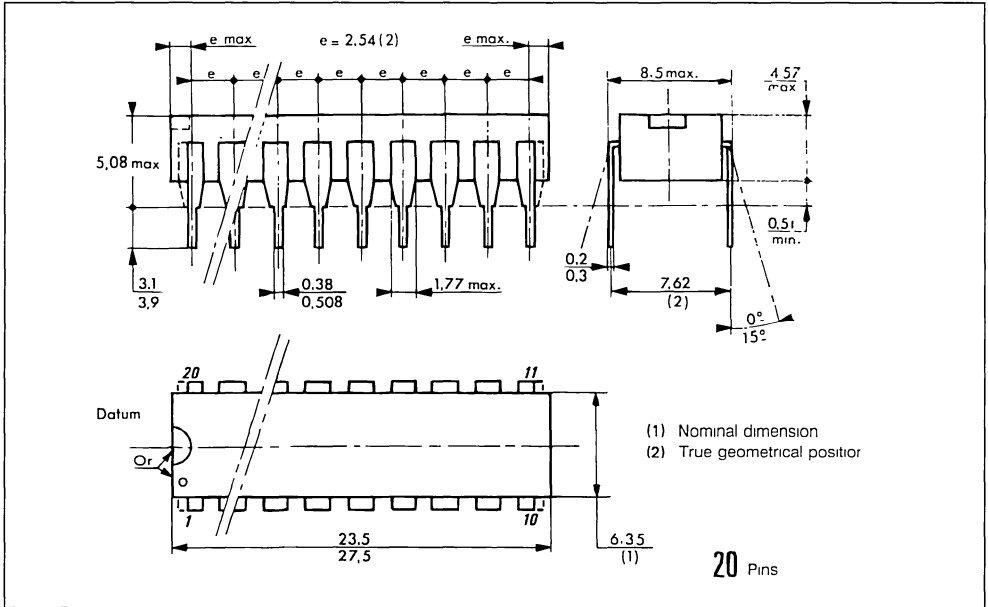 e max
e = 2,54 (2)
e max.
e e e e e e e e
8.5 max.
4 57
max
5,08 max
0,51
min.
3.1
3,9
0.38
0,508
1,77 max.
0,2
0,3
7,62
(2)
0°
15°
20
11
Datum
Or
1
10
23.5
27,5
6.35
(1)
(1) Nominal dimension
(2) True geometrical position
20 Pins